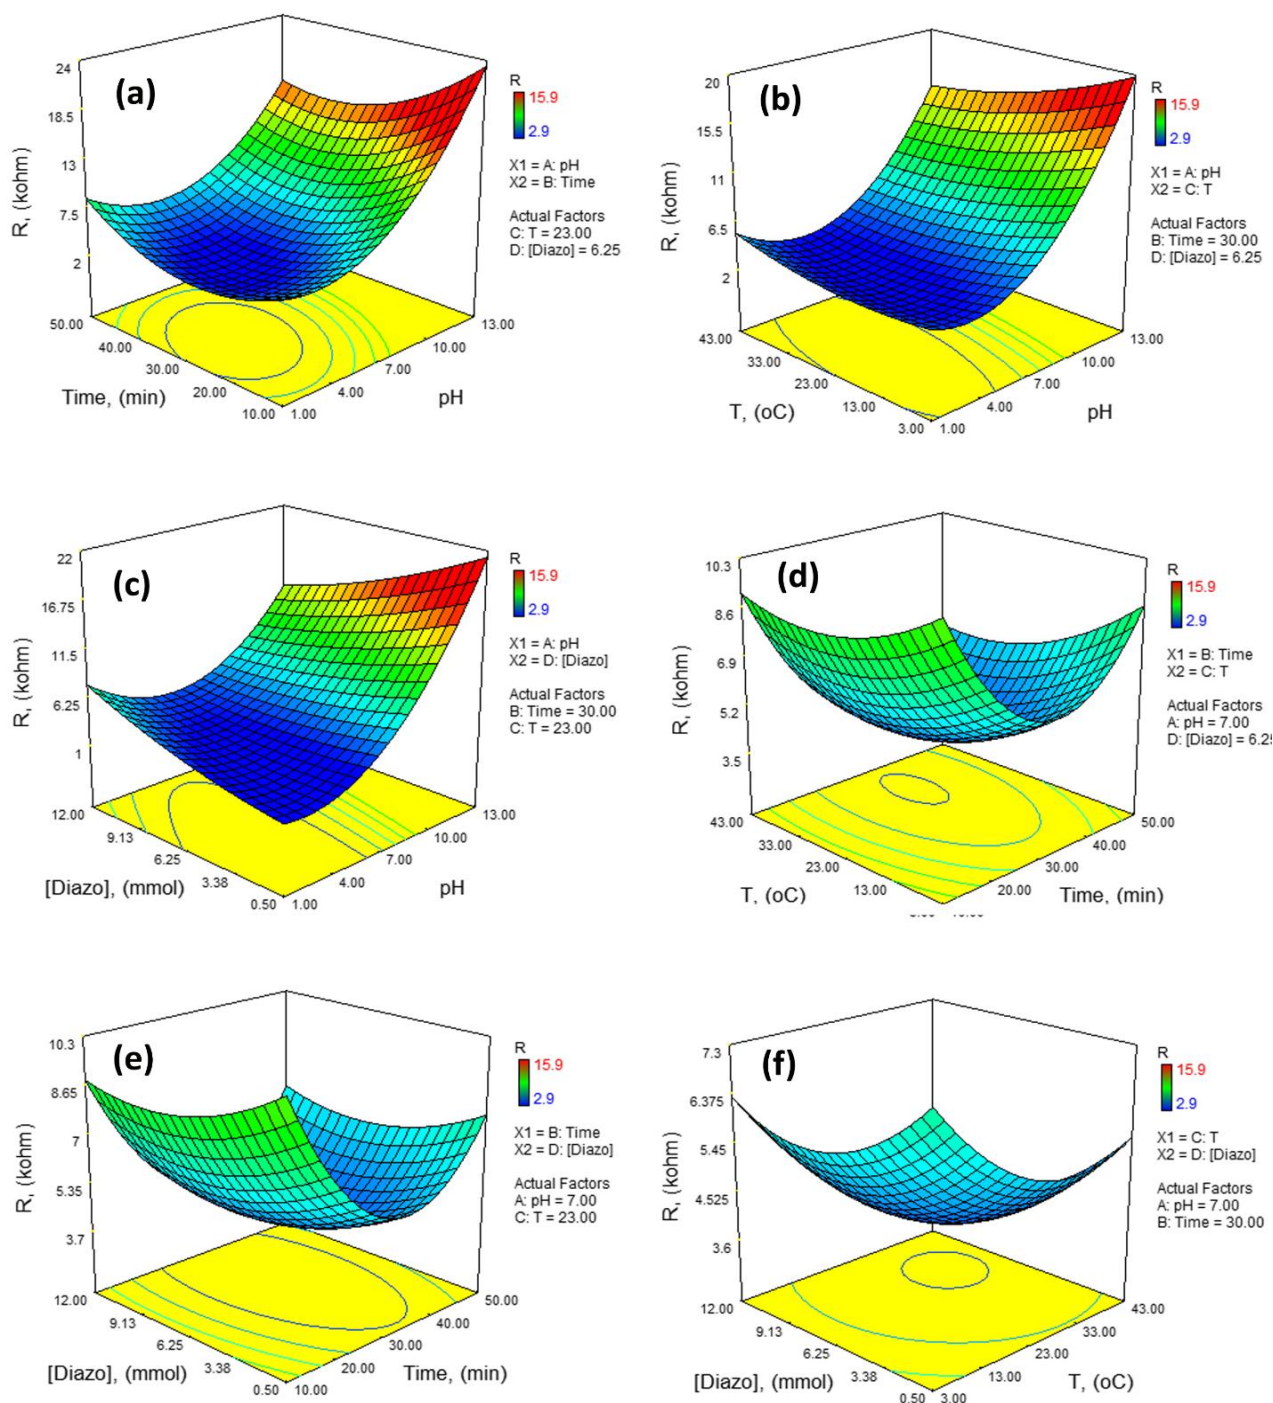 (a)
24
18.5
13
7.5
2
R, (kohm)
50.00
40.00
30.00
20.00
10.00
Time, (min)
1.00
4.00
7.00
10.00
13.00
pH
R
15.9
2.9
X1 = A: pH
X2 = B: Time
Actual Factors
C: T = 23.00
D: [Diazo] = 6.25
(b)
20
15.5
11
6.5
2
R, (kohm)
43.00
33.00
23.00
13.00
3.00
T, (oC)
1.00
4.00
7.00
10.00
13.00
pH
R
15.9
2.9
X1 = A: pH
X2 = C: T
Actual Factors
B: Time = 30.00
D: [Diazo] = 6.25
(c)
22
16.75
11.5
6.25
1
R, (kohm)
12.00
9.13
6.25
3.38
0.50
[Diazo], (mmol)
1.00
4.00
7.00
10.00
13.00
pH
R
15.9
2.9
X1 = A: pH
X2 = D: [Diazo]
Actual Factors
B: Time = 30.00
C: T = 23.00
(d)
10.3
8.6
6.9
5.2
3.5
R, (kohm)
43.00
33.00
23.00
13.00
T, (oC)
20.00
30.00
40.00
50.00
Time, (min)
R
15.9
2.9
X1 = B: Time
X2 = C: T
Actual Factors
A: pH = 7.00
D: [Diazo] = 6.25
(e)
10.3
8.65
7
5.35
3.7
R, (kohm)
12.00
9.13
6.25
3.38
0.50
[Diazo], (mmol)
10.00
20.00
30.00
40.00
50.00
Time, (min)
R
15.9
2.9
X1 = B: Time
X2 = D: [Diazo]
Actual Factors
A: pH = 7.00
C: T = 23.00
(f)
7.3
6.375
5.45
4.525
3.6
R, (kohm)
12.00
9.13
6.25
3.38
0.50
[Diazo], (mmol)
3.00
13.00
23.00
33.00
43.00
T, (oC)
R
15.9
2.9
X1 = C: T
X2 = D: [Diazo]
Actual Factors
A: pH = 7.00
B: Time = 30.00